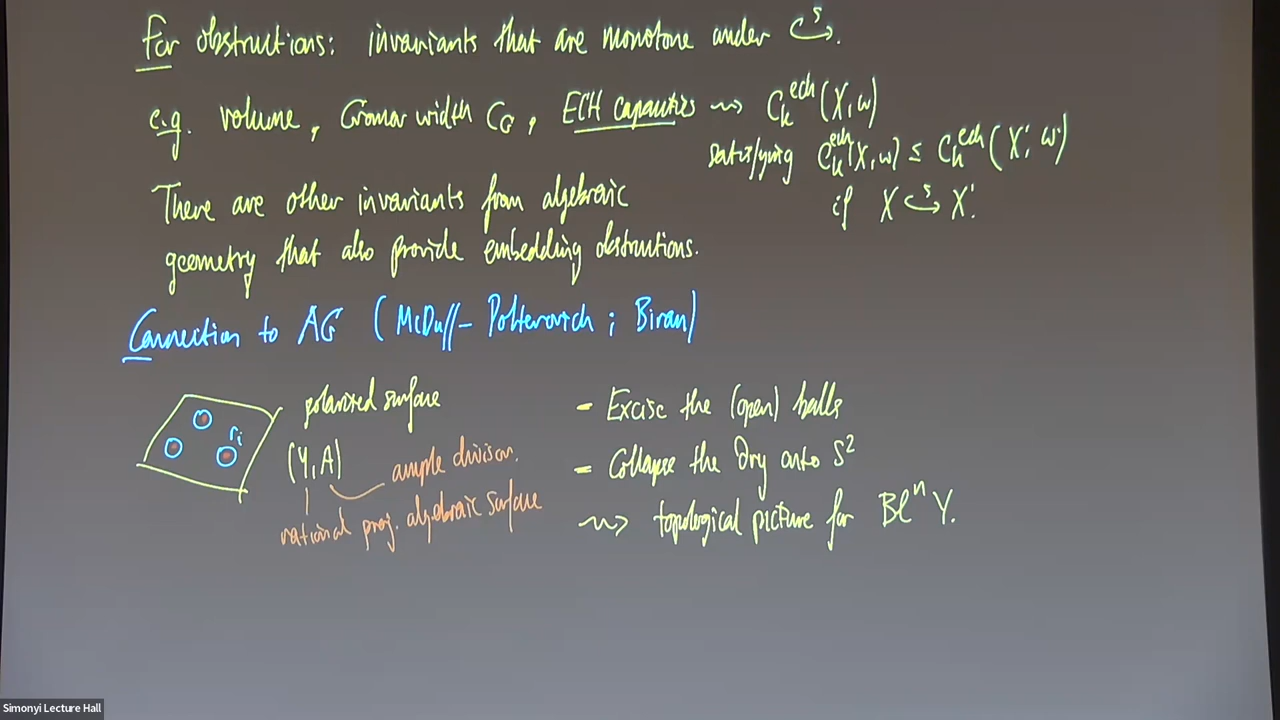 For obstructions: invariants that are monotone under c→ˢ.
e.g. volume, Gromov width C_G, ECH capacities ⇝ C_k^ech(X,ω)
satisfying C_k^ech(X,ω) ≤ C_k^ech(X',ω')
if X c→ˢ X'.
There are other invariants from algebraic
geometry that also provide embedding obstructions.
Connection to AG (McDuff-Polterovich; Biran)
polarized surface
(Y,A)
ample divisor.
rational proj. algebraic surface
r_i
- Excise the (open) balls
- Collapse the ∂ry onto S²
⇝ topological picture for Bl^n Y.
Simonyi Lecture Hall